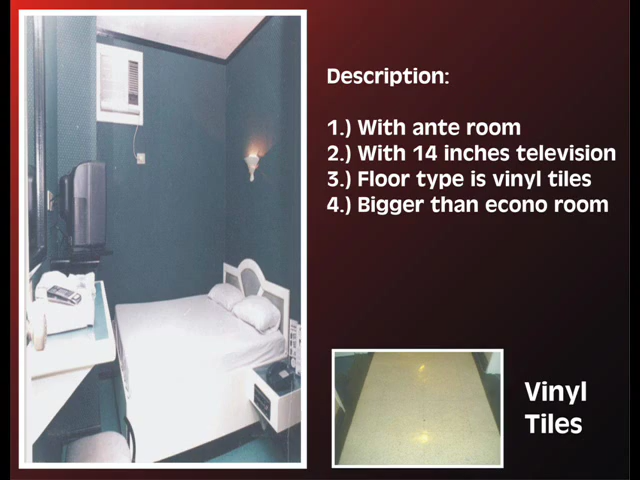 Description:
1.) With ante room
2.) With 14 inches television
3.) Floor type is vinyl tiles
4.) Bigger than econo room
Vinyl
Tiles